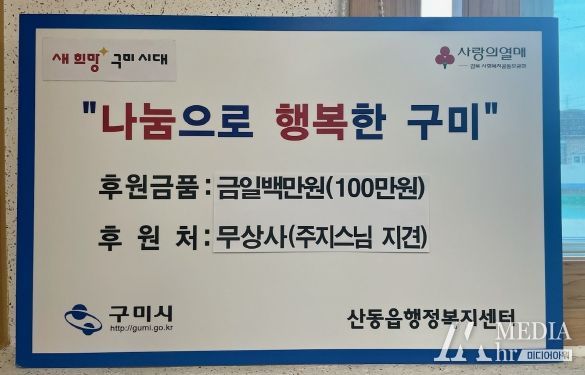 새 희망 구미 시대
사랑의열매
경북 사회복지공동모금회
"나눔으로 행복한 구미"
후원금품: 금일백만원(100만원)
후 원 처: 무상사(주지스님 지견)
구미시
http://gumi.go.kr
산동읍행정복지센터
MEDIA
hr 미디어아워